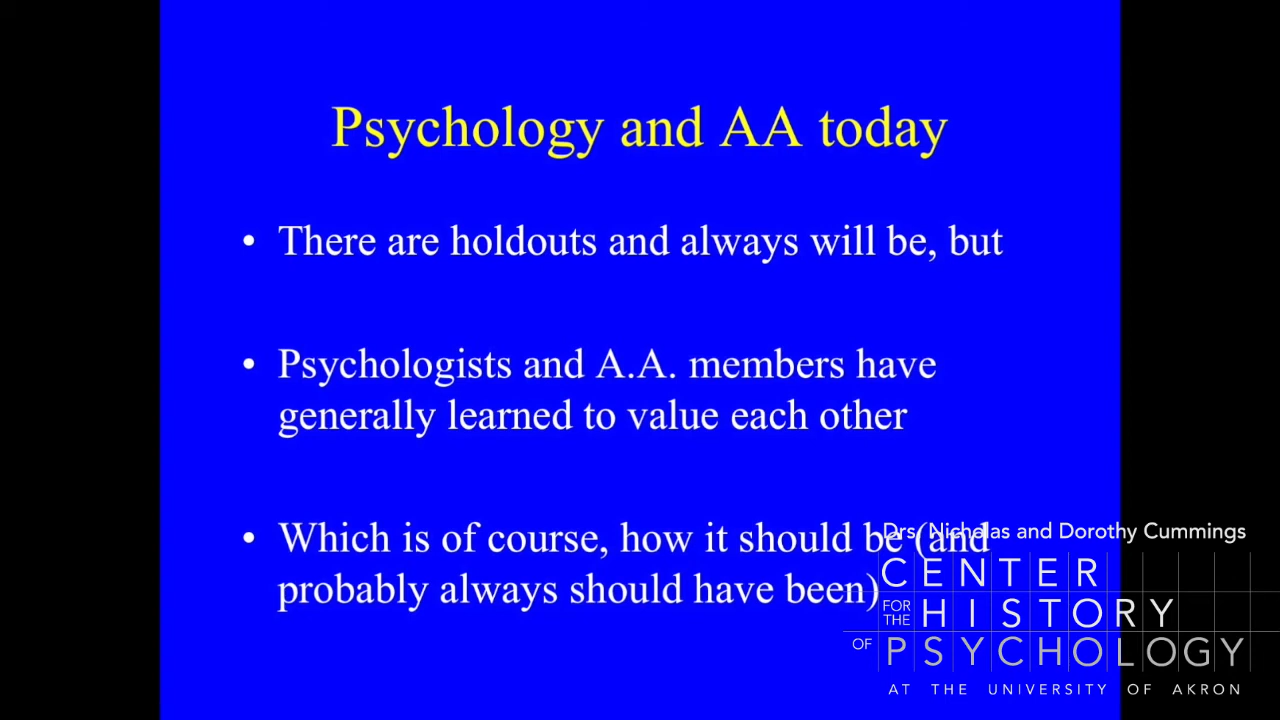 Psychology and AA today
• There are holdouts and always will be, but
• Psychologists and A.A. members have
generally learned to value each other
• Which is of course, how it should be (and
probably always should have been)
Drs. Nicholas and Dorothy Cummings
CENTER
FOR THE HISTORY
OF PSYCHOLOGY
AT THE UNIVERSITY OF AKRON